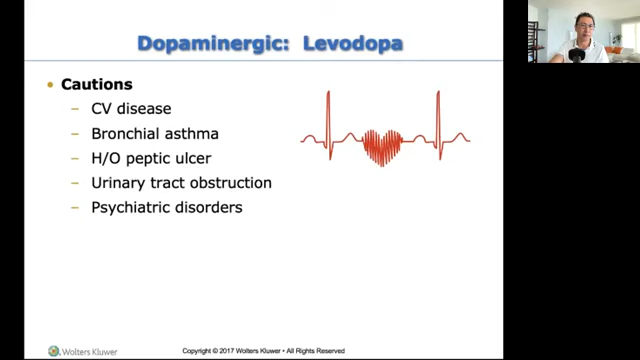 Dopaminergic: Levodopa
• Cautions
– CV disease
– Bronchial asthma
– H/O peptic ulcer
– Urinary tract obstruction
– Psychiatric disorders
Wolters Kluwer
Copyright © 2017 Wolters Kluwer • All Rights Reserved